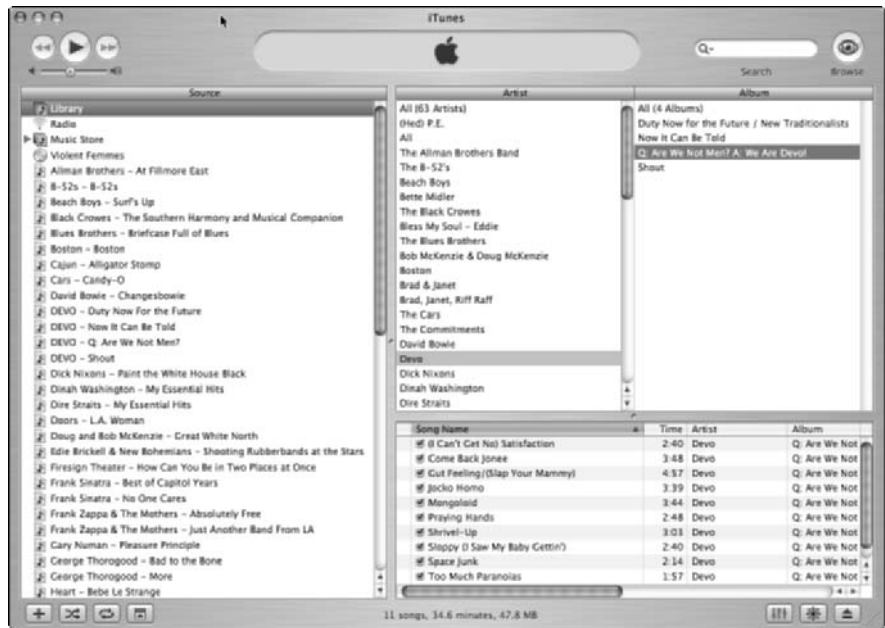 iTunes
Q-
Search
Browse
Source
Library
Radio
Music Store
Violent Femmes
Allman Brothers – At Fillmore East
B-52s – B-52s
Beach Boys – Surf's Up
Black Crowes – The Southern Harmony and Musical Companion
Blues Brothers – Briefcase Full of Blues
Boston – Boston
Cajun – Alligator Stomp
Cars – Candy-O
David Bowie – Changesbowie
DEVO – Duty Now For the Future
DEVO – Now It Can Be Told
DEVO – Q: Are We Not Men?
DEVO – Shout
Dick Nixons – Paint the White House Black
Dinah Washington – My Essential Hits
Dire Straits – My Essential Hits
Doors – L.A. Woman
Doug and Bob McKenzie – Great White North
Edie Brickell & New Bohemians – Shooting Rubberbands at the Stars
Firesign Theater – How Can You Be in Two Places at Once
Frank Sinatra – Best of Capitol Years
Frank Sinatra – No One Cares
Frank Zappa & The Mothers – Absolutely Free
Frank Zappa & The Mothers – Just Another Band From LA
Gary Numan – Pleasure Principle
George Thorogood – Bad to the Bone
George Thorogood – More
Heart – Bebe Le Strange
Artist
All (63 Artists)
(Hed) P.E.
All
The Allman Brothers Band
The B-52's
Beach Boys
Bette Midler
The Black Crowes
Bless My Soul – Eddie
The Blues Brothers
Bob McKenzie & Doug McKenzie
Boston
Brad & Janet
Brad, Janet, Riff Raff
The Cars
The Commitments
David Bowie
Devo
Dick Nixons
Dinah Washington
Dire Straits
Album
All (4 Albums)
Duty Now for the Future / New Traditionalists
Now It Can Be Told
Q: Are We Not Men? A: We Are Devo!
Shout
Song Name Time Artist Album
(I Can't Get No) Satisfaction 2:40 Devo Q: Are We Not
Come Back Jonee 3:48 Devo Q: Are We Not
Gut Feeling/(Slap Your Mammy) 4:57 Devo Q: Are We Not
Jocko Homo 3:39 Devo Q: Are We Not
Mongoloid 3:44 Devo Q: Are We Not
Praying Hands 2:48 Devo Q: Are We Not
Shrivel-Up 3:03 Devo Q: Are We Not
Sloppy (I Saw My Baby Gettin') 2:40 Devo Q: Are We Not
Space Junk 2:14 Devo Q: Are We Not
Too Much Paranoias 1:57 Devo Q: Are We Not
11 songs, 34.6 minutes, 47.8 MB